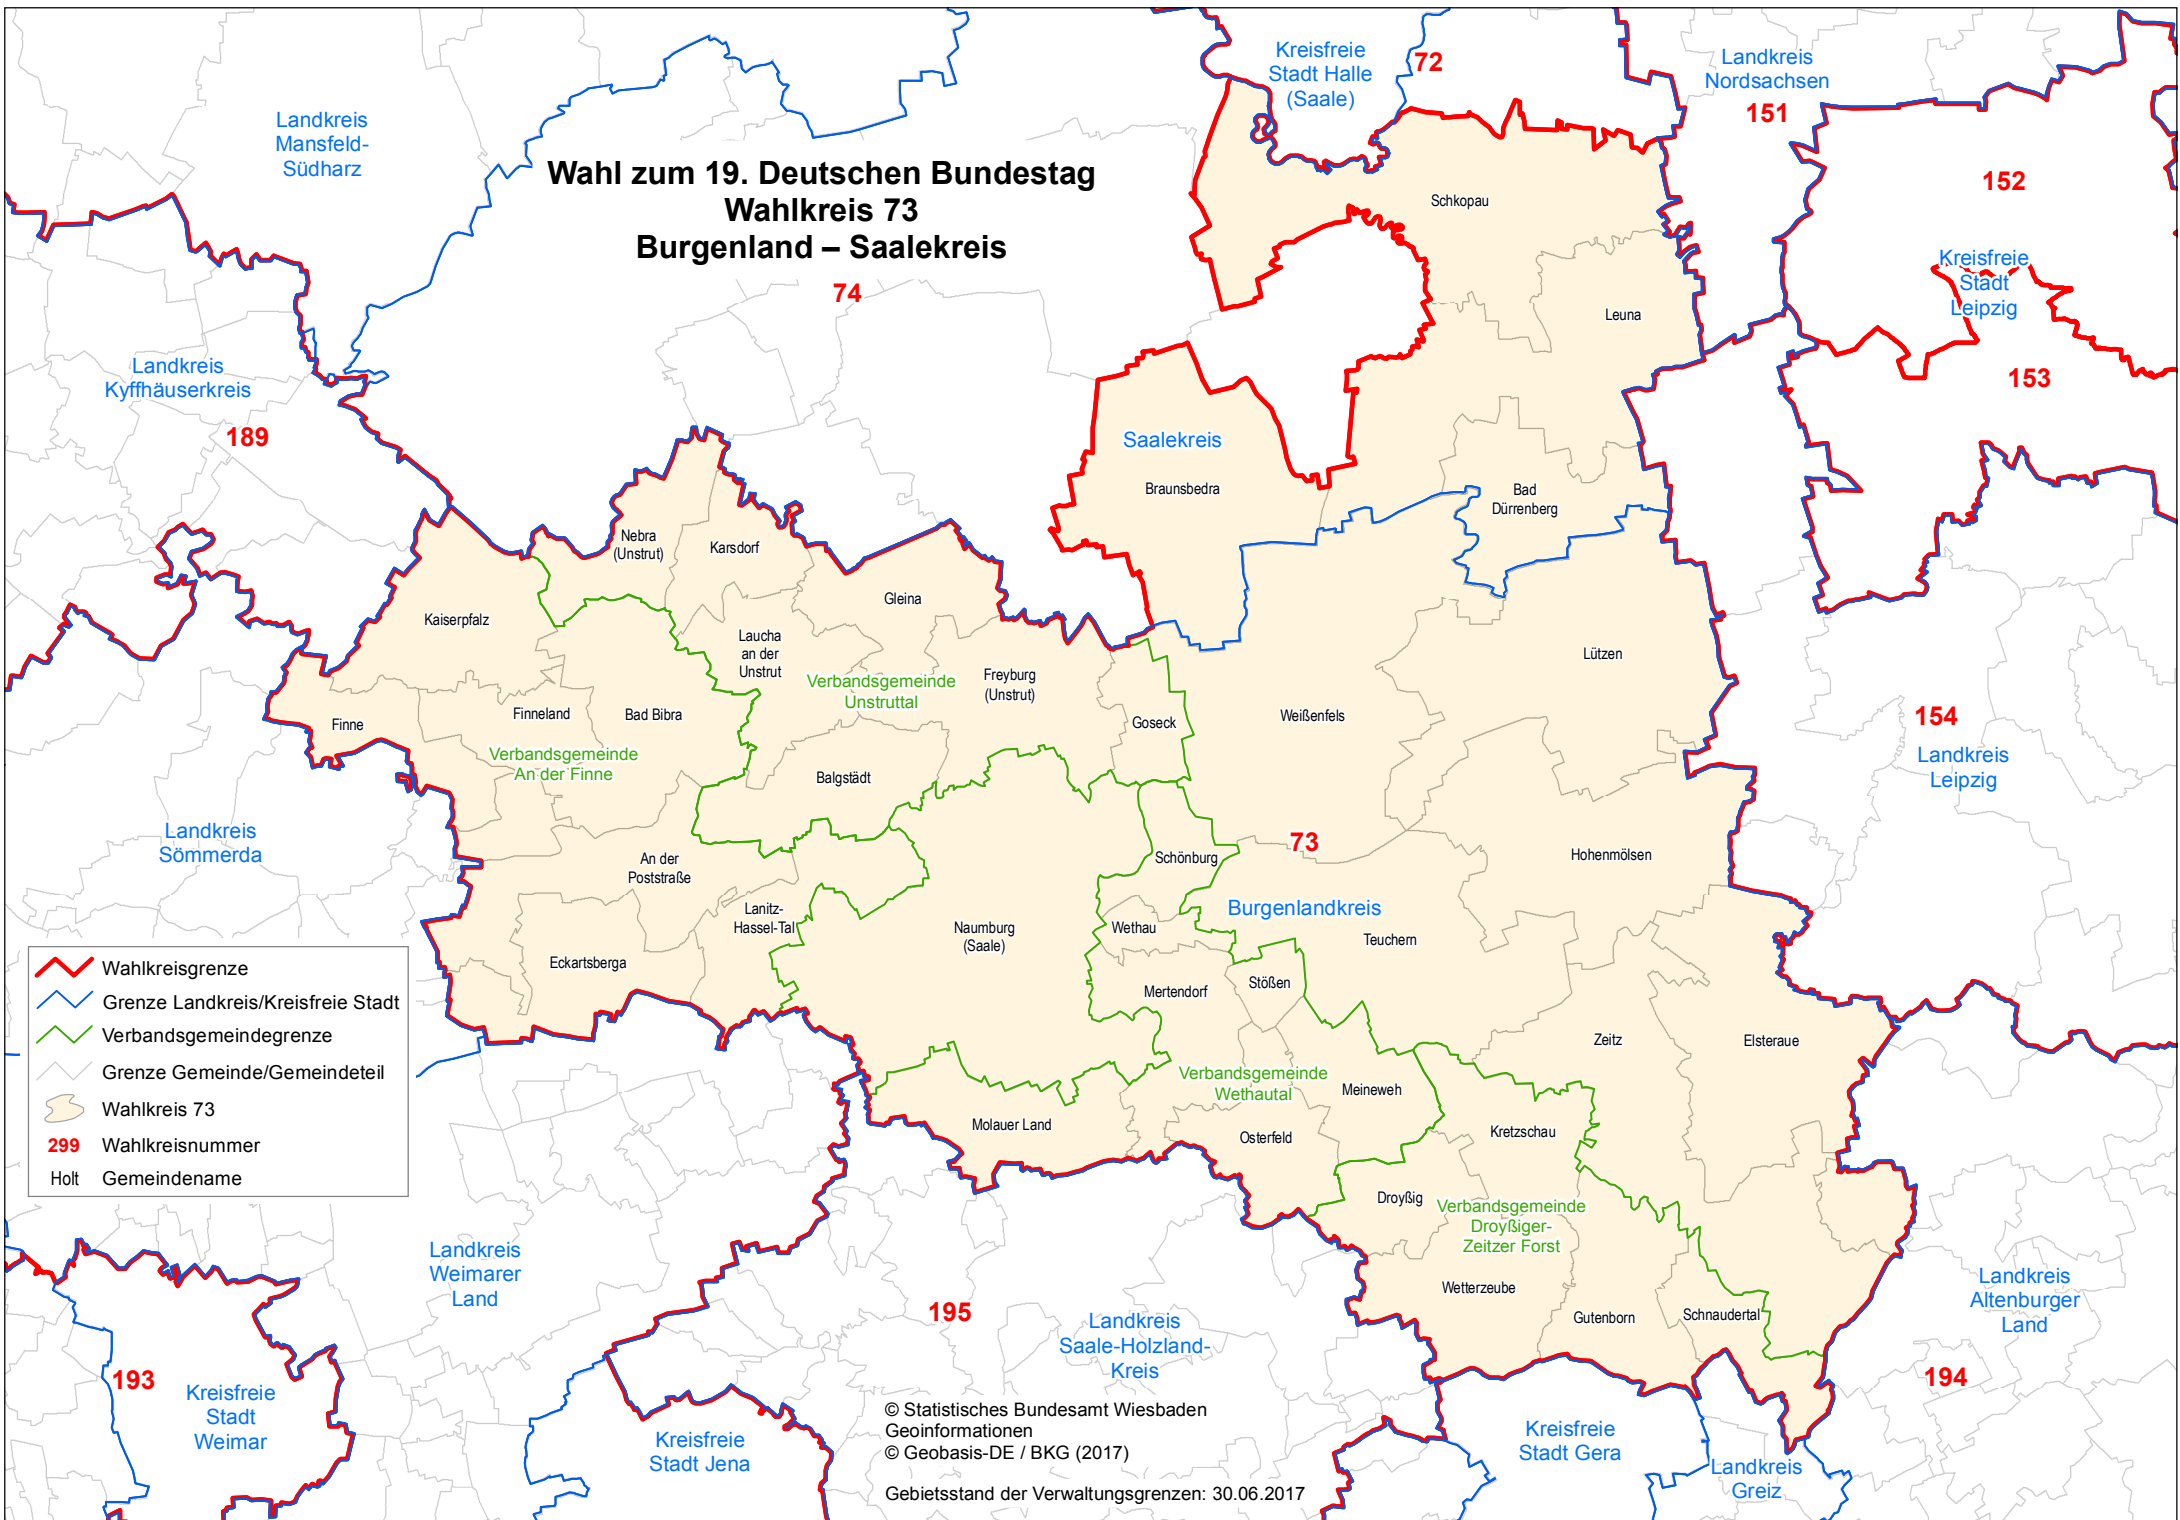 Wahl zum 19. Deutschen Bundestag
Wahlkreis 73
Burgenland – Saalekreis
Landkreis
Mansfeld-
Südharz
Kreisfreie
Stadt Halle
(Saale)
72
Landkreis
Nordsachsen
151
152
Kreisfreie
Stadt
Leipzig
153
74
Landkreis
Kyffhäuserkreis
189
Schkopau
Leuna
Saalekreis
Braunsbedra
Bad
Dürrenberg
Nebra
(Unstrut)
Karsdorf
Gleina
Kaiserpfalz
Laucha
an der
Unstrut
Verbandsgemeinde
Unstruttal
Freyburg
(Unstrut)
Lützen
Finne
Finneland
Bad Bibra
Goseck
Weißenfels
154
Landkreis
Leipzig
Verbandsgemeinde
An der Finne
Balgstädt
Landkreis
Sömmerda
An der
Poststraße
Schönburg
73
Hohenmölsen
Lanitz-
Hassel-Tal
Naumburg
(Saale)
Wethau
Burgenlandkreis
Teuchern
Eckartsberga
Mertendorf
Stößen
Zeitz
Elsteraue
Verbandsgemeinde
Wethautal
Meineweh
Molauer Land
Osterfeld
Kretzschau
Droyßig
Verbandsgemeinde
Droyßiger-
Zeitzer Forst
Wetterzeube
Gutenborn
Schnaudertal
Wahlkreisgrenze
Grenze Landkreis/Kreisfreie Stadt
Verbandsgemeindegrenze
Grenze Gemeinde/Gemeindeteil
Wahlkreis 73
299 Wahlkreisnummer
Holt Gemeindename
Landkreis
Weimarer
Land
195
Landkreis
Saale-Holzland-
Kreis
Landkreis
Altenburger
Land
194
193
Kreisfreie
Stadt
Weimar
Kreisfreie
Stadt Jena
Kreisfreie
Stadt Gera
Landkreis
Greiz
© Statistisches Bundesamt Wiesbaden
Geoinformationen
© Geobasis-DE / BKG (2017)
Gebietsstand der Verwaltungsgrenzen: 30.06.2017